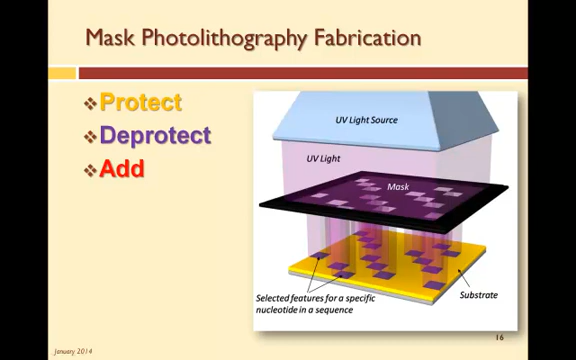 Mask Photolithography Fabrication
Protect
Deprotect
Add
UV Light Source
UV Light
Mask
Selected features for a specific
nucleotide in a sequence
Substrate
January 2014
16